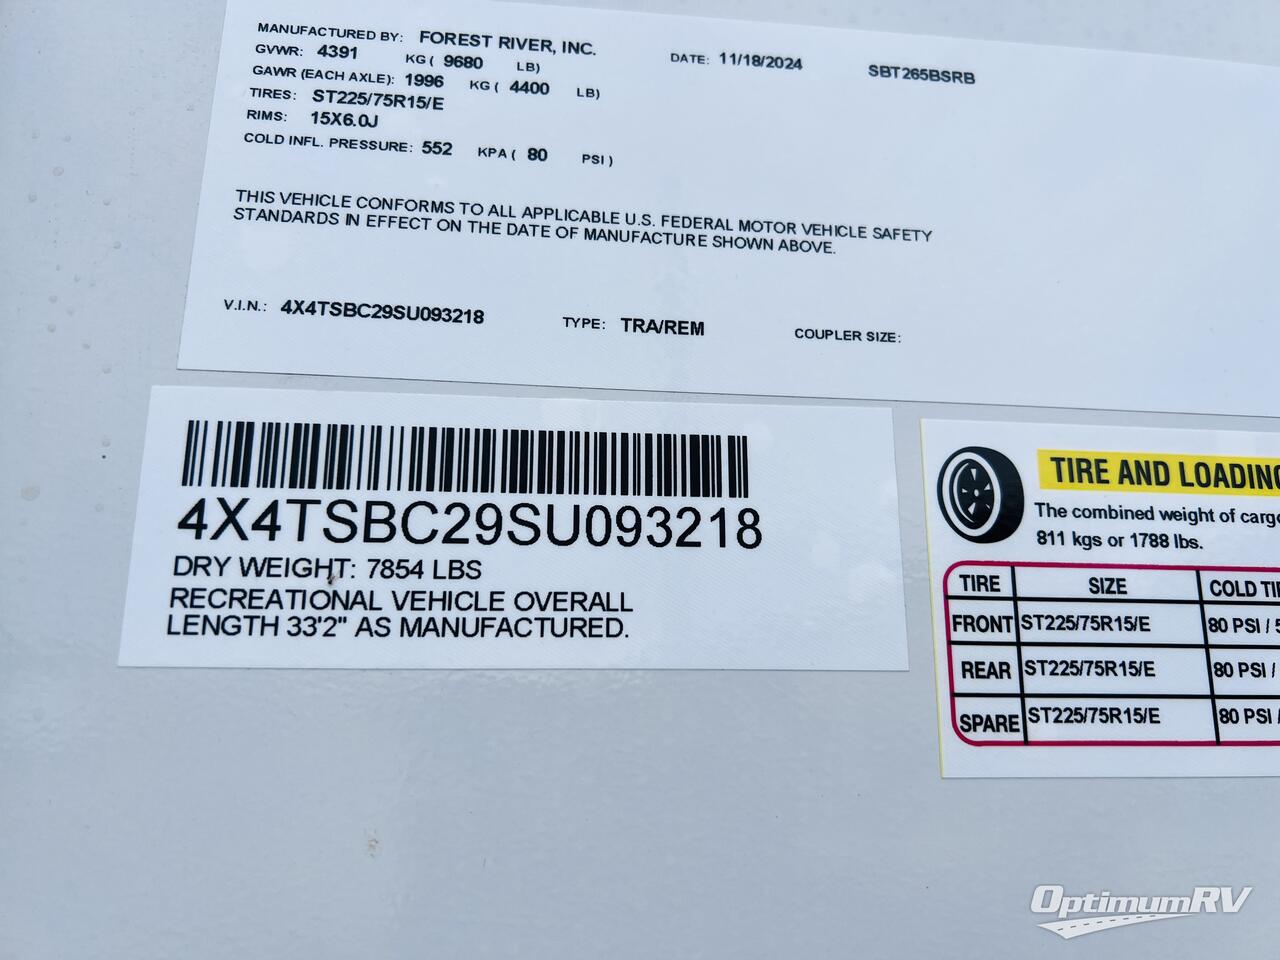 MANUFACTURED BY: FOREST RIVER, INC. DATE: 11/18/2024 SBT265BSRB
GVWR: 4391 KG ( 9680 LB)
GAWR (EACH AXLE): 1996 KG ( 4400 LB)
TIRES: ST225/75R15/E
RIMS: 15X6.0J
COLD INFL. PRESSURE: 552 KPA ( 80 PSI )
THIS VEHICLE CONFORMS TO ALL APPLICABLE U.S. FEDERAL MOTOR VEHICLE SAFETY
STANDARDS IN EFFECT ON THE DATE OF MANUFACTURE SHOWN ABOVE.
V.I.N.: 4X4TSBC29SU093218 TYPE: TRA/REM COUPLER SIZE:
4X4TSBC29SU093218
DRY WEIGHT: 7854 LBS
RECREATIONAL VEHICLE OVERALL
LENGTH 33'2" AS MANUFACTURED.
TIRE AND LOADING
The combined weight of cargo
811 kgs or 1788 lbs.
TIRE SIZE COLD TI
FRONT ST225/75R15/E 80 PSI / 5
REAR ST225/75R15/E 80 PSI /
SPARE ST225/75R15/E 80 PSI /
OptimumRV